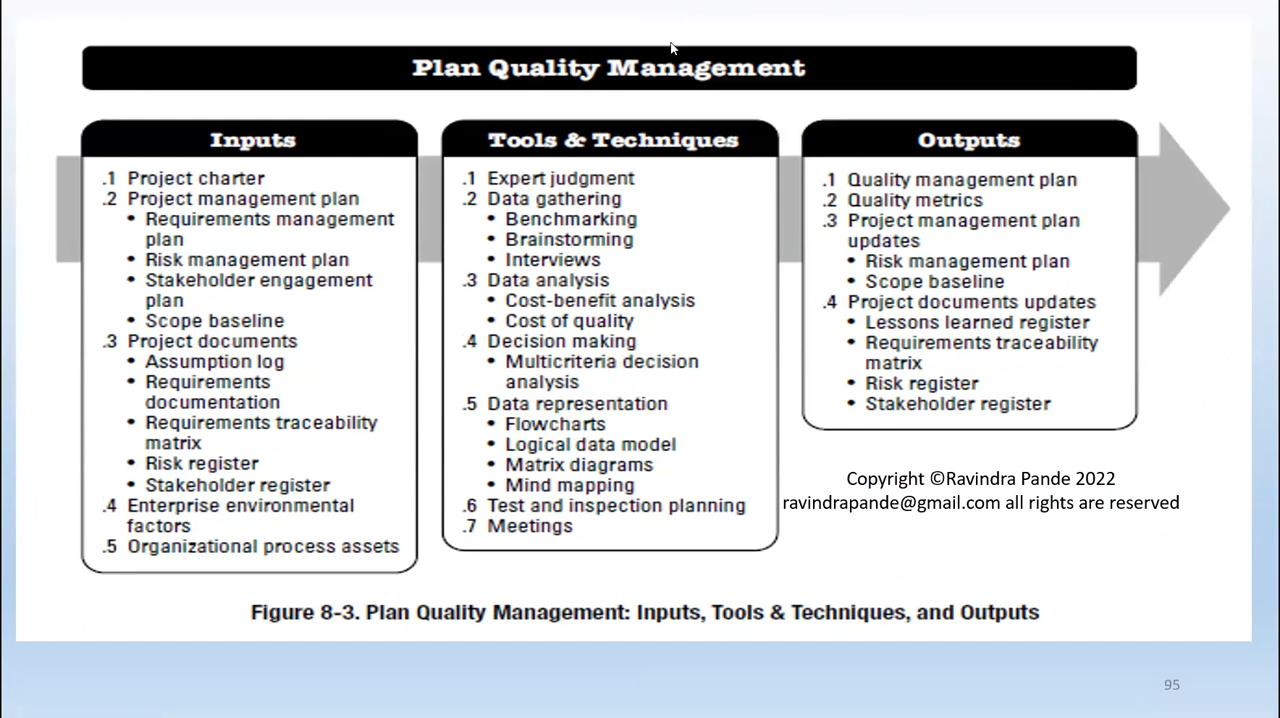 Plan Quality Management
Inputs
.1 Project charter
.2 Project management plan
• Requirements management
plan
• Risk management plan
• Stakeholder engagement
plan
• Scope baseline
.3 Project documents
• Assumption log
• Requirements
documentation
• Requirements traceability
matrix
• Risk register
• Stakeholder register
.4 Enterprise environmental
factors
.5 Organizational process assets
Tools & Techniques
.1 Expert judgment
.2 Data gathering
• Benchmarking
• Brainstorming
• Interviews
.3 Data analysis
• Cost-benefit analysis
• Cost of quality
.4 Decision making
• Multicriteria decision
analysis
.5 Data representation
• Flowcharts
• Logical data model
• Matrix diagrams
• Mind mapping
.6 Test and inspection planning
.7 Meetings
Outputs
.1 Quality management plan
.2 Quality metrics
.3 Project management plan
updates
• Risk management plan
• Scope baseline
.4 Project documents updates
• Lessons learned register
• Requirements traceability
matrix
• Risk register
• Stakeholder register
Copyright ©Ravindra Pande 2022
ravindrapande@gmail.com all rights are reserved
Figure 8-3. Plan Quality Management: Inputs, Tools & Techniques, and Outputs
95